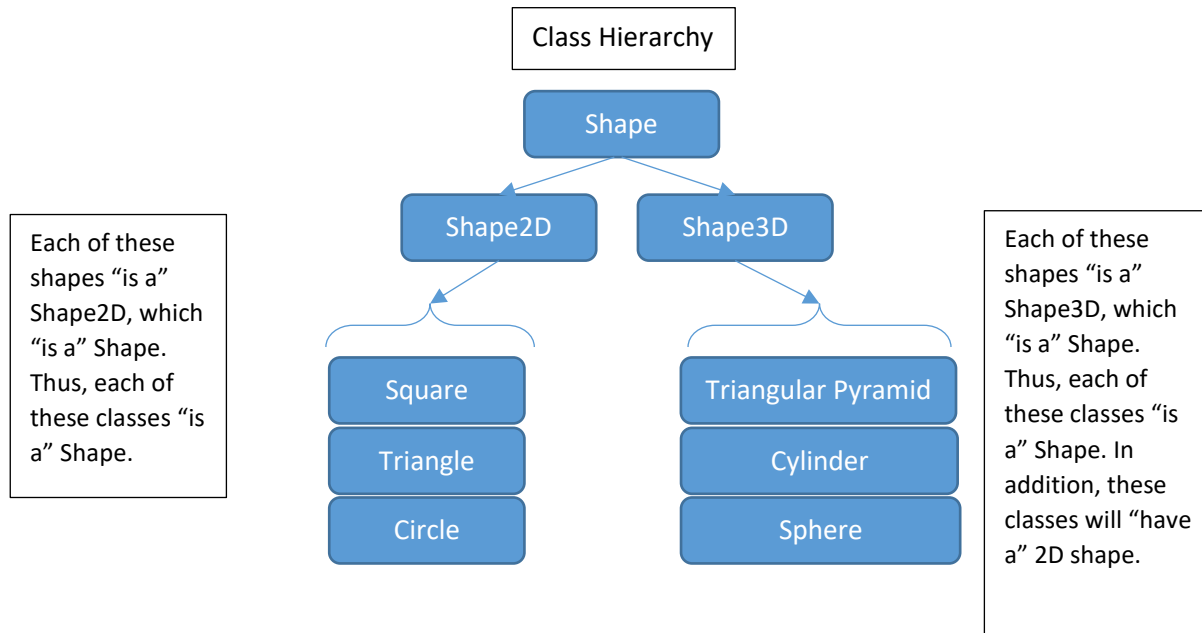 Class Hierarchy
Shape
Shape2D
Shape3D
Each of these
shapes “is a”
Shape2D, which
“is a” Shape.
Thus, each of
these classes “is
a” Shape.
Square
Triangle
Circle
Triangular Pyramid
Cylinder
Sphere
Each of these
shapes “is a”
Shape3D, which
“is a” Shape.
Thus, each of
these classes “is
a” Shape. In
addition, these
classes will “have
a” 2D shape.